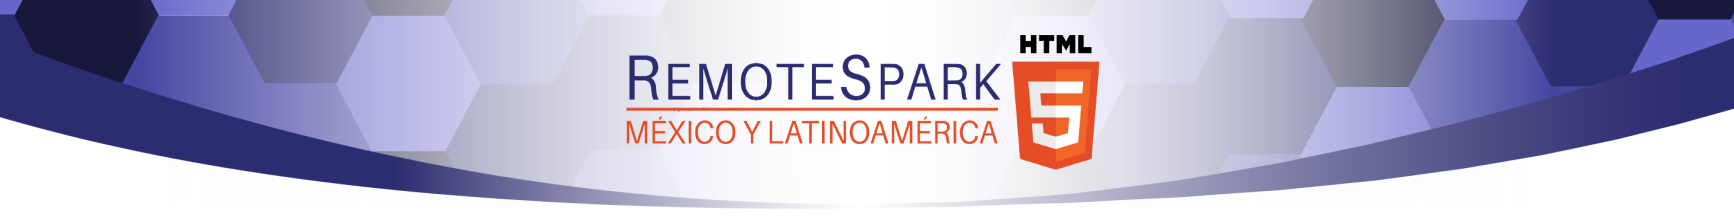 REMOTESPARK
MÉXICO Y LATINOAMÉRICA
HTML
5